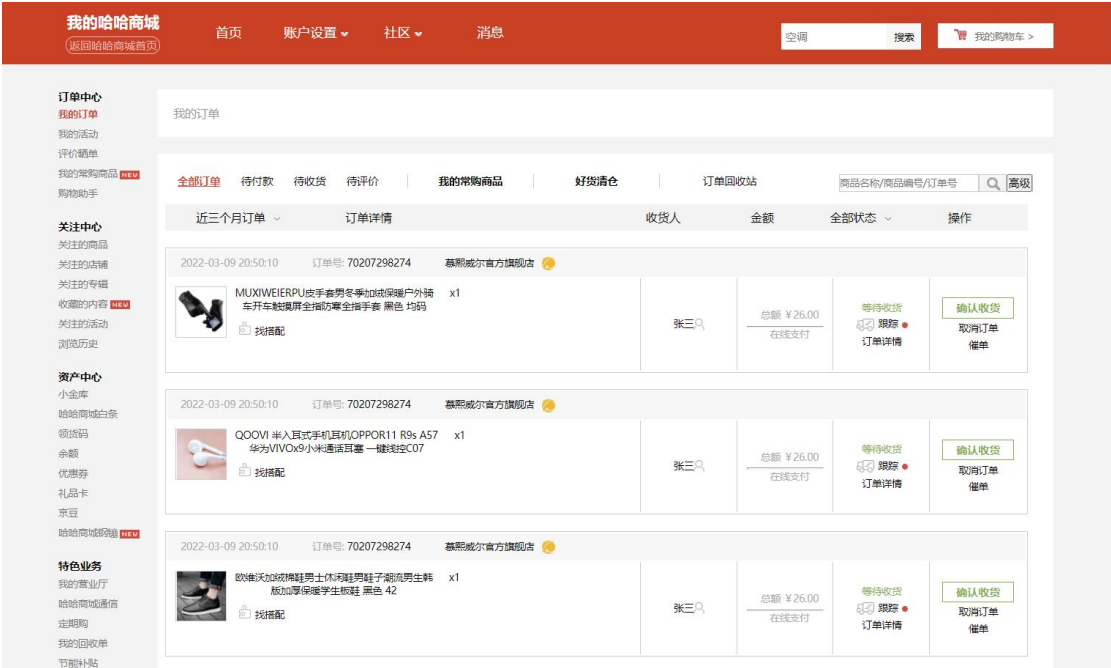 我的哈哈商城
返回哈哈商城首页
首页 账户设置 社区 消息
空调 搜索
我的购物车 >
订单中心
我的订单
我的活动
评价晒单
我的常购商品 NEW
购物助手
关注中心
关注的商品
关注的店铺
关注的专辑
收藏的内容 NEW
关注的活动
浏览历史
资产中心
小金库
哈哈商城白条
领货码
余额
优惠券
礼品卡
京豆
哈哈商城钢镚 NEW
特色业务
我的营业厅
哈哈商城通信
定期购
我的回收单
节能补贴
我的订单
全部订单 待付款 待收货 待评价 我的常购商品 好货清仓 订单回收站 商品名称/商品编号/订单号 高级
近三个月订单 订单详情 收货人 金额 全部状态 操作
2022-03-09 20:50:10 订单号: 70207298274 慕熙威尔官方旗舰店
MUXIWEIERPU皮手套男冬季加绒保暖户外骑 x1
车开车触摸屏全指防寒全指手套 黑色 均码
找搭配
张三
总额 ¥26.00
在线支付
等待收货
跟踪
订单详情
确认收货
取消订单
催单
2022-03-09 20:50:10 订单号: 70207298274 慕熙威尔官方旗舰店
QOOVI 半入耳式手机耳机OPPOR11 R9s A57 x1
华为VIVOx9小米通话耳塞 一键线控C07
找搭配
张三
总额 ¥26.00
在线支付
等待收货
跟踪
订单详情
确认收货
取消订单
催单
2022-03-09 20:50:10 订单号: 70207298274 慕熙威尔官方旗舰店
欧维沃加绒棉鞋男士休闲鞋男鞋子潮流男生韩 x1
版加厚保暖学生板鞋 黑色 42
找搭配
张三
总额 ¥26.00
在线支付
等待收货
跟踪
订单详情
确认收货
取消订单
催单